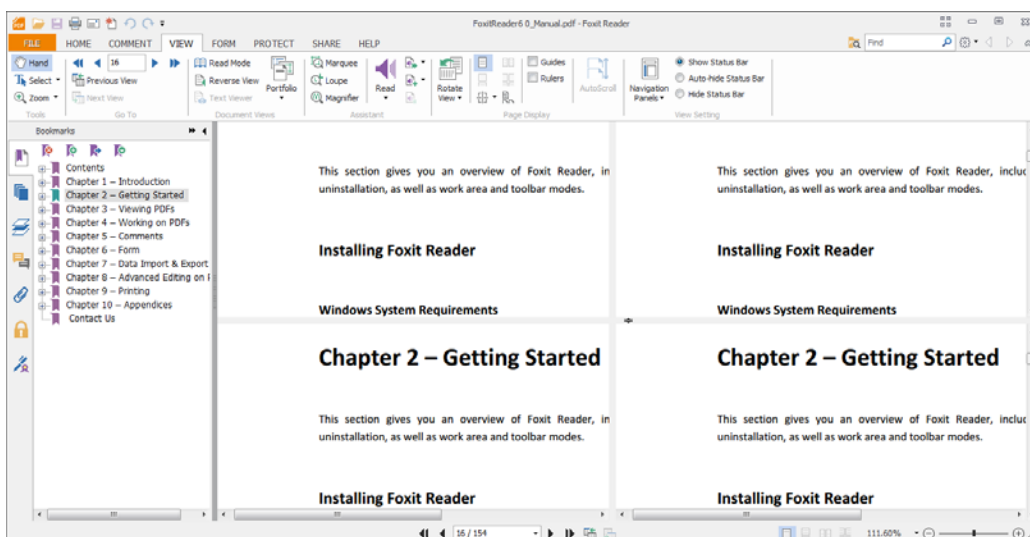 FoxitReader6 0_Manual.pdf - Foxit Reader
FILE HOME COMMENT VIEW FORM PROTECT SHARE HELP
Find
Hand
Select
Zoom
Tools
16
Previous View
Next View
Go To
Read Mode
Reverse View
Text Viewer
Portfolio
Document Views
Marquee
Loupe
Magnifier
Read
Assistant
Rotate
View
Guides
Rulers
AutoScroll
Page Display
Navigation
Panels
Show Status Bar
Auto-hide Status Bar
Hide Status Bar
View Setting
Bookmarks
Contents
Chapter 1 – Introduction
Chapter 2 – Getting Started
Chapter 3 – Viewing PDFs
Chapter 4 – Working on PDFs
Chapter 5 – Comments
Chapter 6 – Form
Chapter 7 – Data Import & Export
Chapter 8 – Advanced Editing on
Chapter 9 – Printing
Chapter 10 – Appendices
Contact Us
This section gives you an overview of Foxit Reader, in
uninstallation, as well as work area and toolbar modes.
Installing Foxit Reader
Windows System Requirements
This section gives you an overview of Foxit Reader, includ
uninstallation, as well as work area and toolbar modes.
Installing Foxit Reader
Windows System Requirements
Chapter 2 – Getting Started
This section gives you an overview of Foxit Reader, in
uninstallation, as well as work area and toolbar modes.
Installing Foxit Reader
Chapter 2 – Getting Started
This section gives you an overview of Foxit Reader, includ
uninstallation, as well as work area and toolbar modes.
Installing Foxit Reader
16 / 154
111.60%